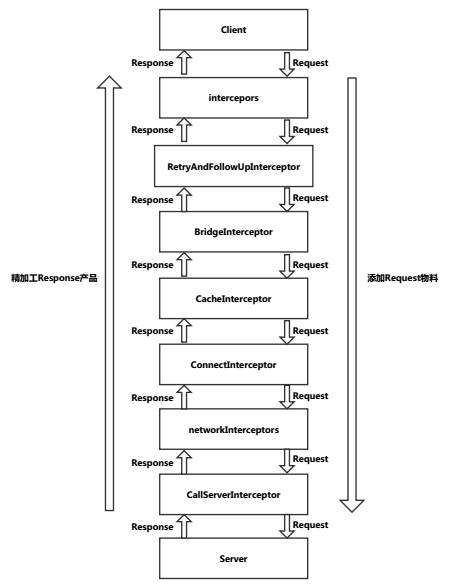 Client
Response
Request
intercepors
Response
Request
RetryAndFollowUpInterceptor
Response
Request
BridgeInterceptor
Response
Request
精加工Response产品
添加Request物料
CacheInterceptor
Response
Request
ConnectInterceptor
Response
Request
networkInterceptors
Response
Request
CallServerInterceptor
Response
Request
Server